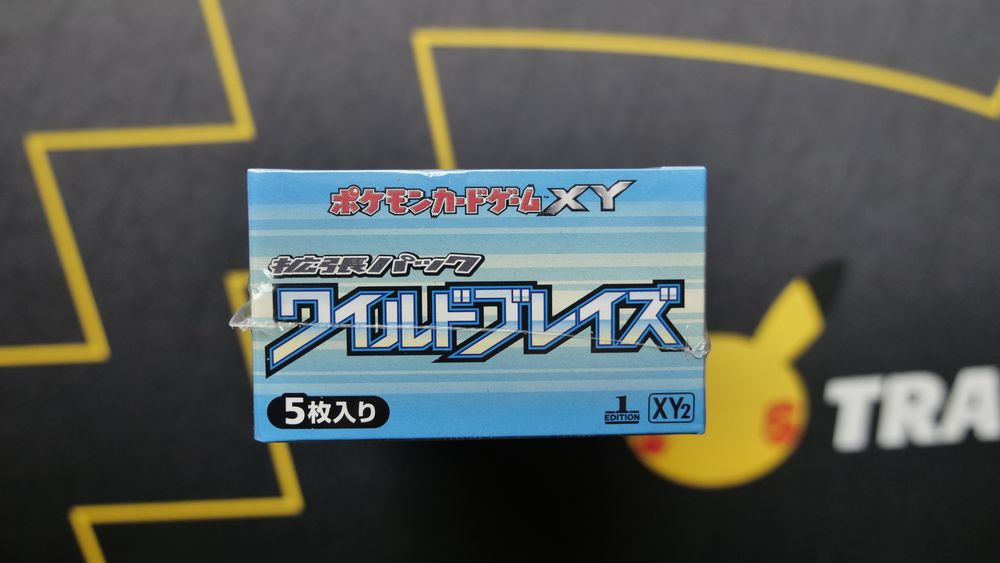 ポケモンカードゲームXY
拡張パック
ワイルドブレイズ
5枚入り
1
EDITION
XY2
TRA